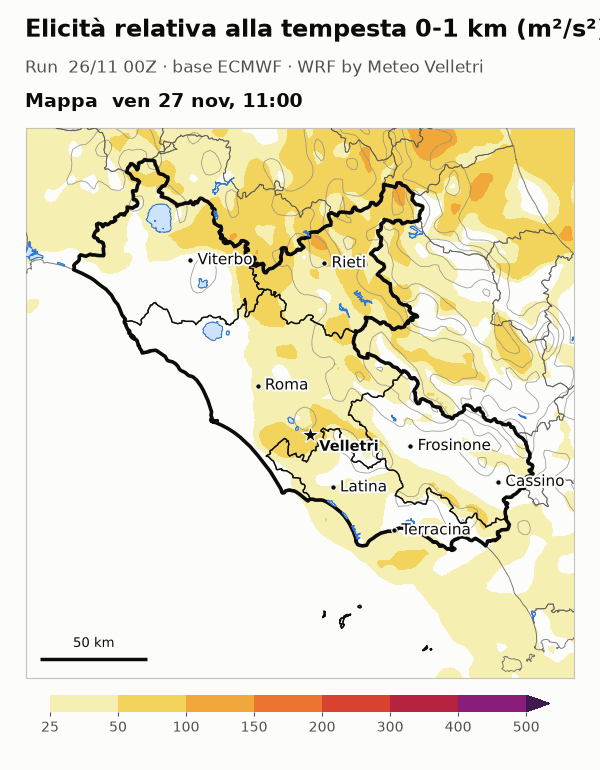 Elicità relativa alla tempesta 0-1 km (m²/s²)
Run 26/11 00Z · base ECMWF · WRF by Meteo Velletri
Mappa ven 27 nov, 11:00
Viterbo
Rieti
Roma
Velletri
Frosinone
Cassino
Latina
Terracina
50 km
25 50 100 150 200 300 400 500